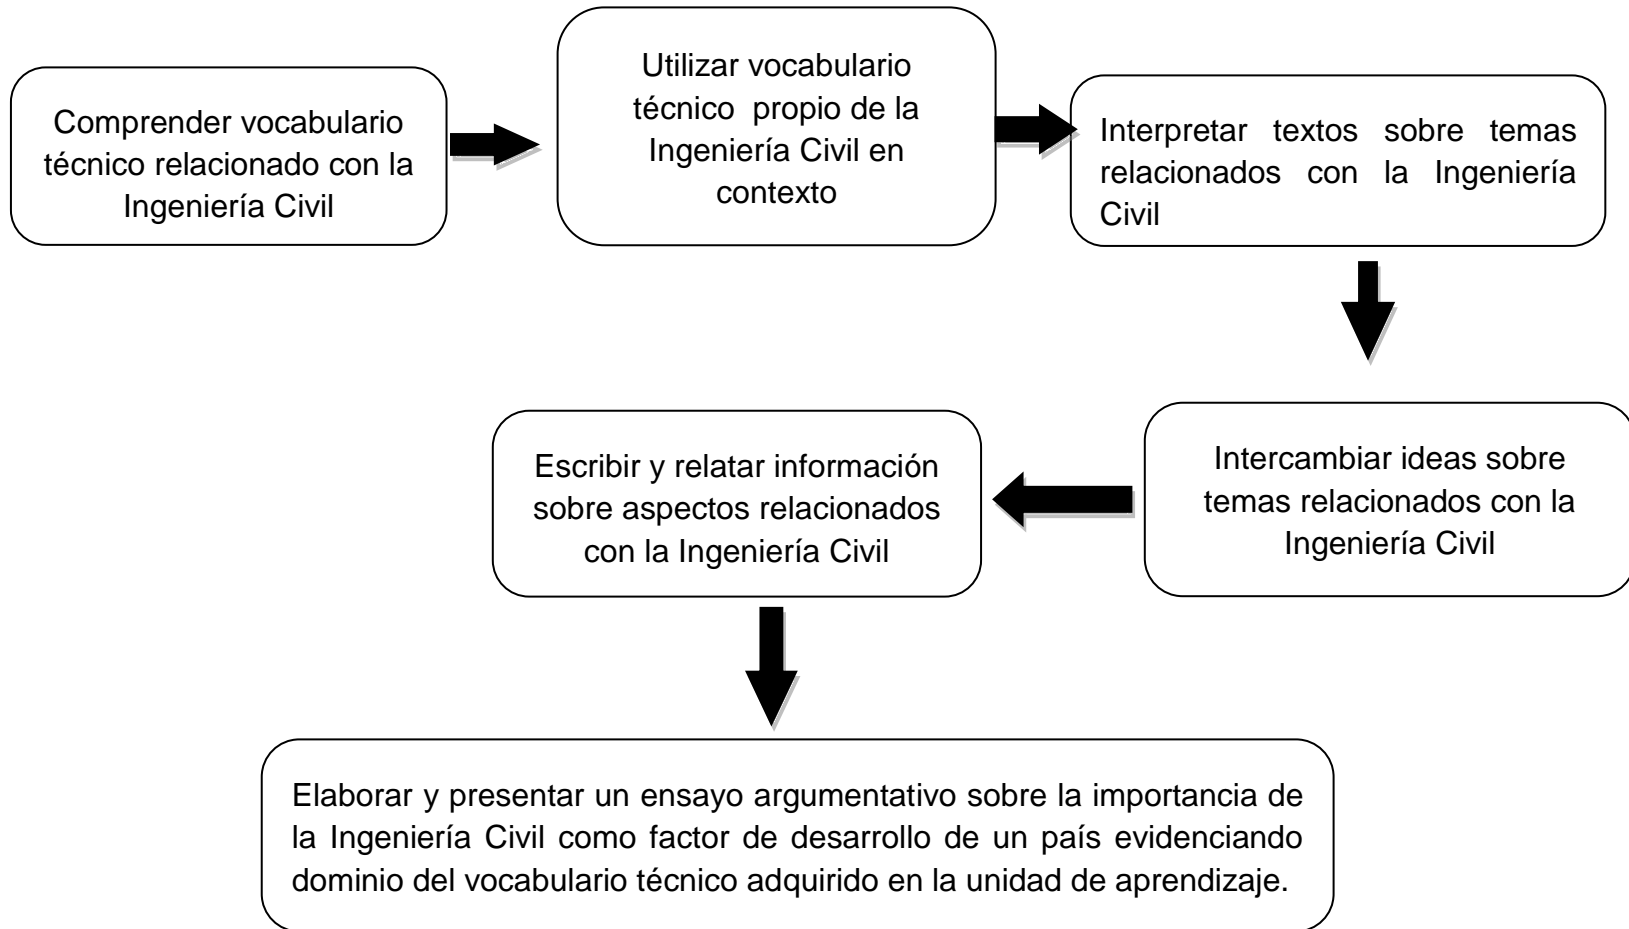 Comprender vocabulario
técnico relacionado con la
Ingeniería Civil
Utilizar vocabulario
técnico  propio de la
Ingeniería Civil en
contexto
Interpretar textos sobre temas
relacionados con la Ingeniería
Civil
Intercambiar ideas sobre
temas relacionados con la
Ingeniería Civil
Escribir y relatar información
sobre aspectos relacionados
con la Ingeniería Civil
Elaborar y presentar un ensayo argumentativo sobre la importancia de
la Ingeniería Civil como factor de desarrollo de un país evidenciando
dominio del vocabulario técnico adquirido en la unidad de aprendizaje.